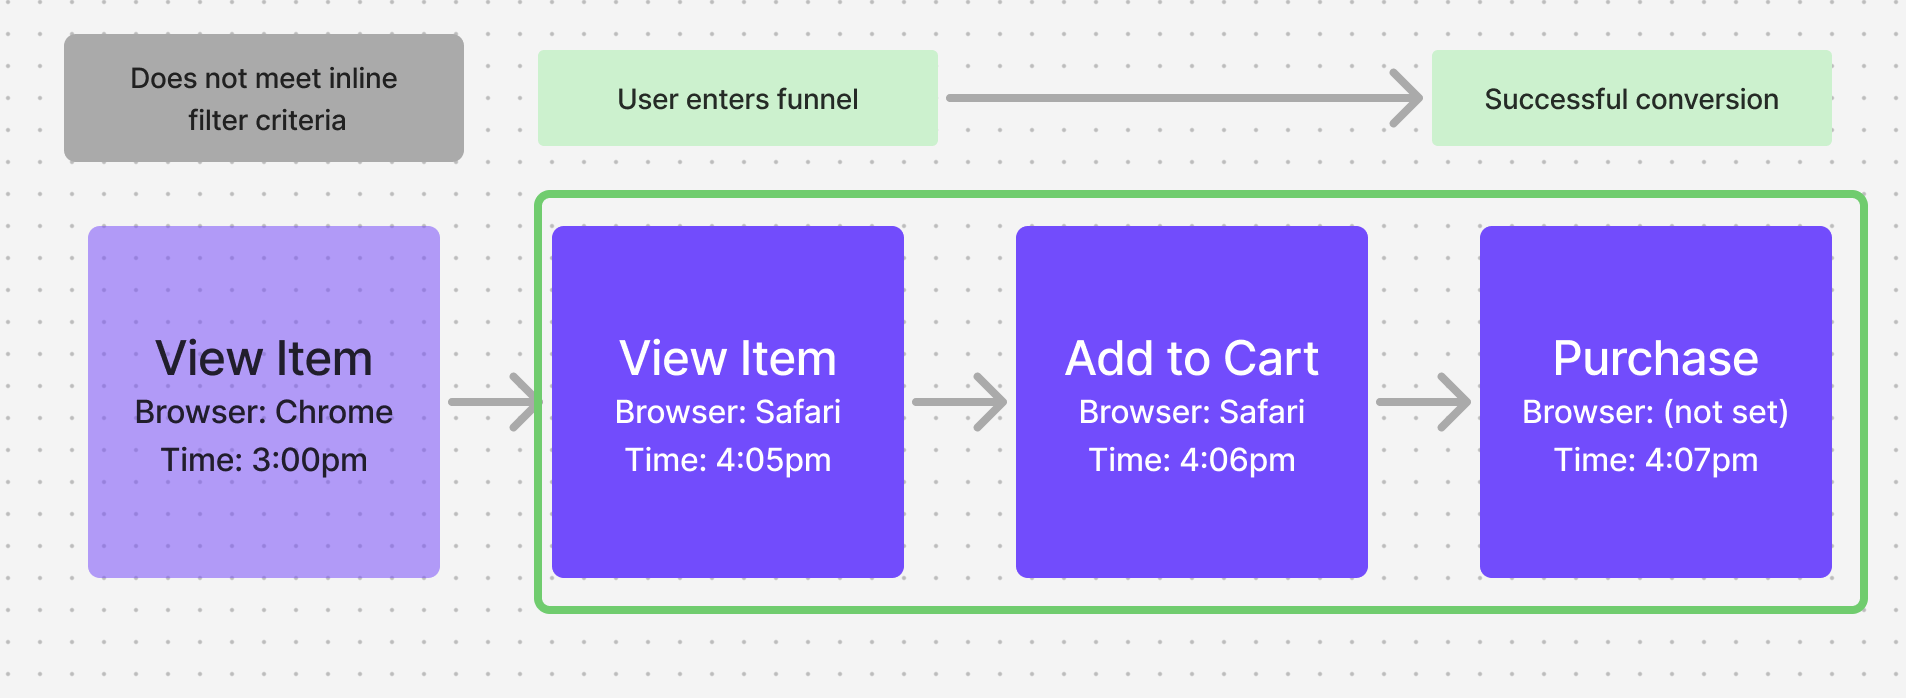 Does not meet inline
filter criteria
User enters funnel
Successful conversion
View Item
Browser: Chrome
Time: 3:00pm
View Item
Browser: Safari
Time: 4:05pm
Add to Cart
Browser: Safari
Time: 4:06pm
Purchase
Browser: (not set)
Time: 4:07pm